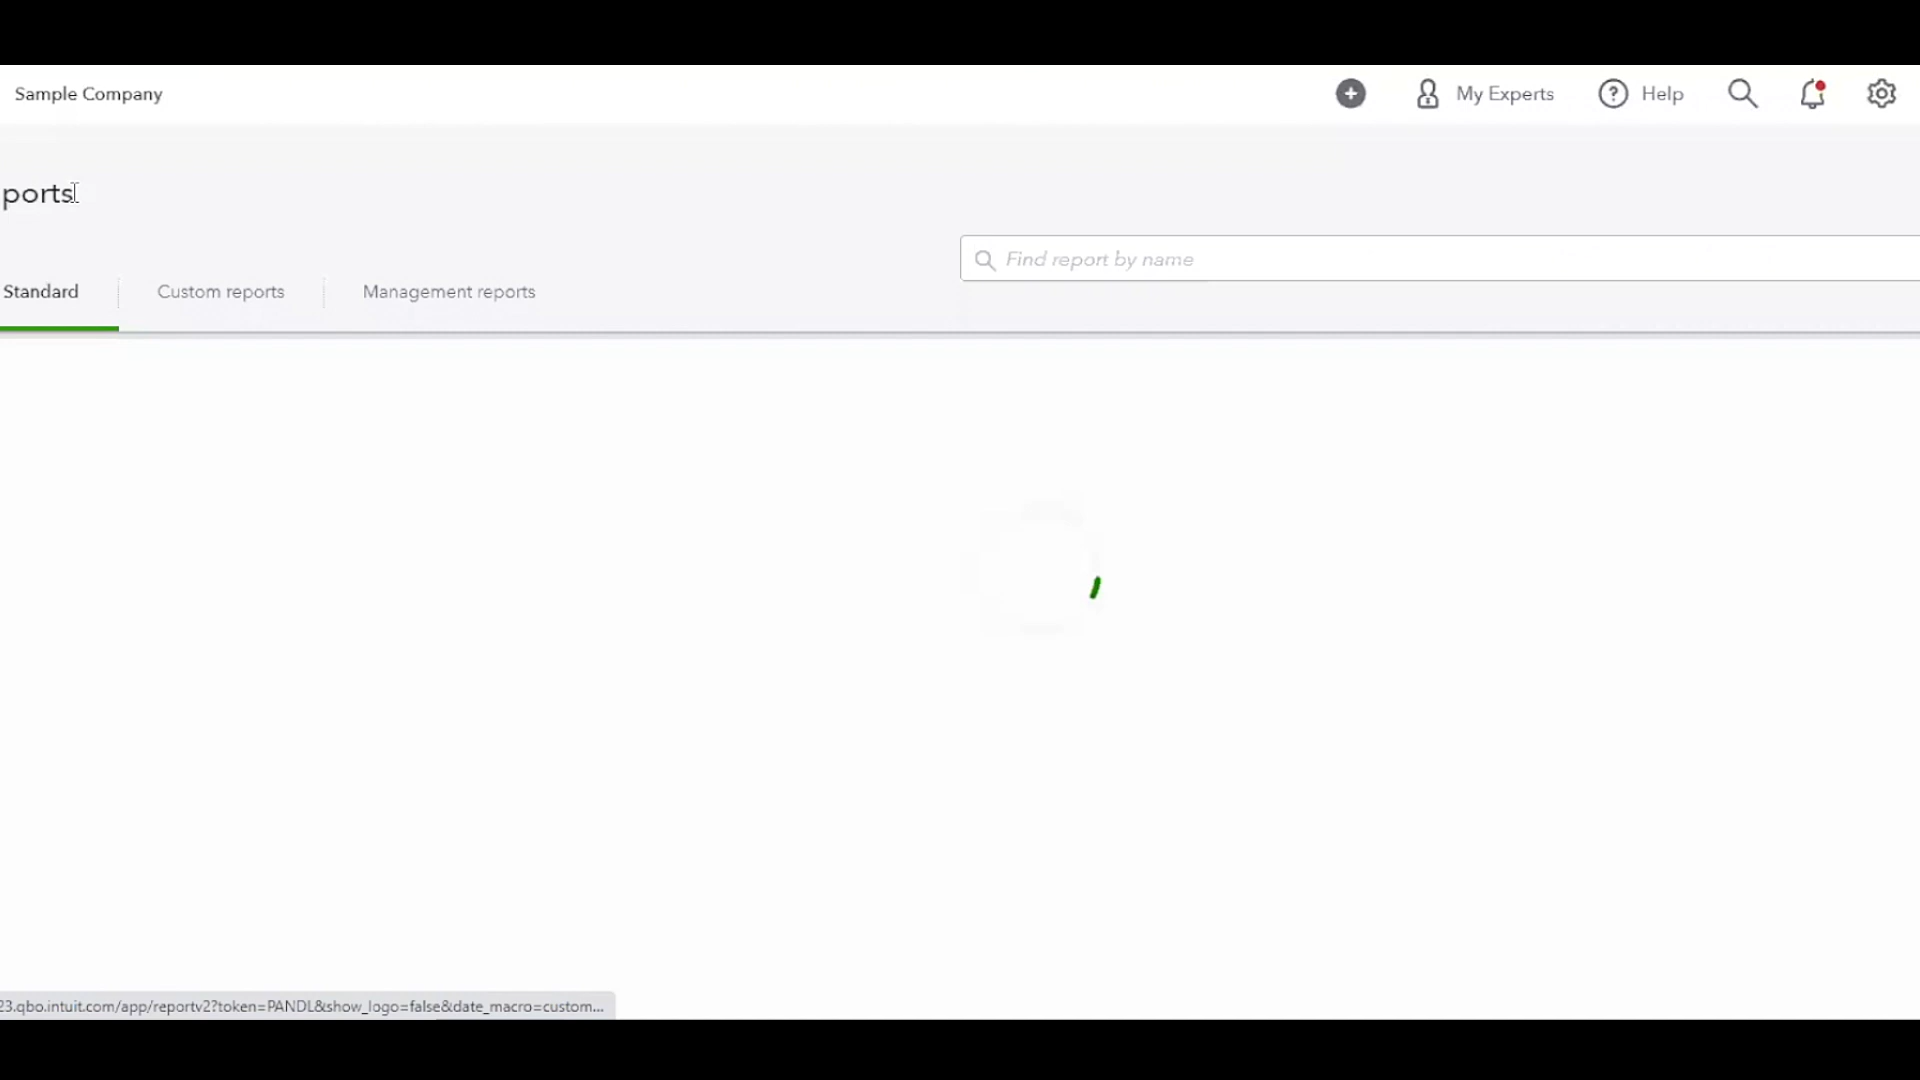 Sample Company
My Experts
Help
ports
Find report by name
Standard
Custom reports
Management reports
23.qbo.intuit.com/app/reportv2?token=PANDL&show_logo=false&date_macro=custom...